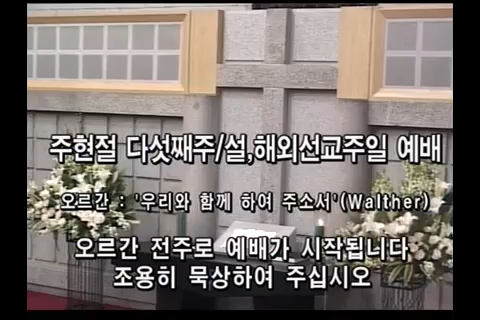 주현절 다섯째주/설,해외선교주일 예배
오르간 : '우리와 함께 하여 주소서'(Walther)
오르간 전주로 예배가 시작됩니다
조용히 묵상하여 주십시오